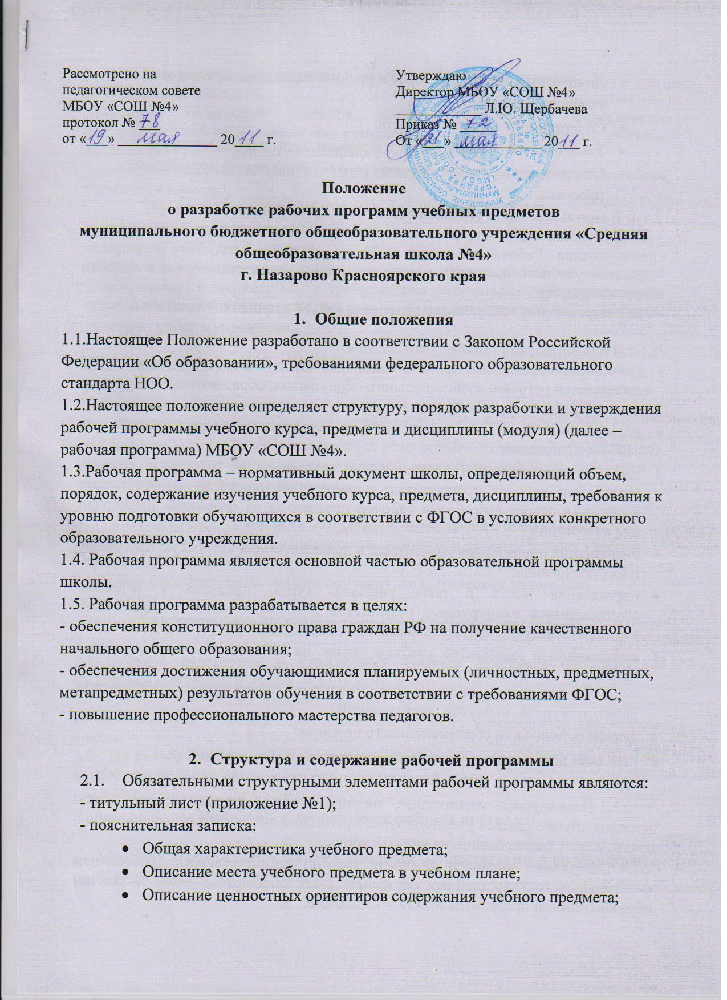 Рассмотрено на
педагогическом совете
МБОУ «СОШ №4»
протокол № 78
от «19» мая 2011 г.
Утверждаю
Директор МБОУ «СОШ №4»
____________ Л.Ю. Щербачева
Приказ № 72
От «21» мая 2011 г.
Положение
о разработке рабочих программ учебных предметов
муниципального бюджетного общеобразовательного учреждения «Средняя
общеобразовательная школа №4»
г. Назарово Красноярского края
1. Общие положения
1.1.Настоящее Положение разработано в соответствии с Законом Российской
Федерации «Об образовании», требованиями федерального образовательного
стандарта НОО.
1.2.Настоящее положение определяет структуру, порядок разработки и утверждения
рабочей программы учебного курса, предмета и дисциплины (модуля) (далее –
рабочая программа) МБОУ «СОШ №4».
1.3.Рабочая программа – нормативный документ школы, определяющий объем,
порядок, содержание изучения учебного курса, предмета, дисциплины, требования к
уровню подготовки обучающихся в соответствии с ФГОС в условиях конкретного
образовательного учреждения.
1.4. Рабочая программа является основной частью образовательной программы
школы.
1.5. Рабочая программа разрабатывается в целях:
- обеспечения конституционного права граждан РФ на получение качественного
начального общего образования;
- обеспечения достижения обучающимися планируемых (личностных, предметных,
метапредметных) результатов обучения в соответствии с требованиями ФГОС;
- повышение профессионального мастерства педагогов.
2. Структура и содержание рабочей программы
2.1. Обязательными структурными элементами рабочей программы являются:
- титульный лист (приложение №1);
- пояснительная записка:
• Общая характеристика учебного предмета;
• Описание места учебного предмета в учебном плане;
• Описание ценностных ориентиров содержания учебного предмета;